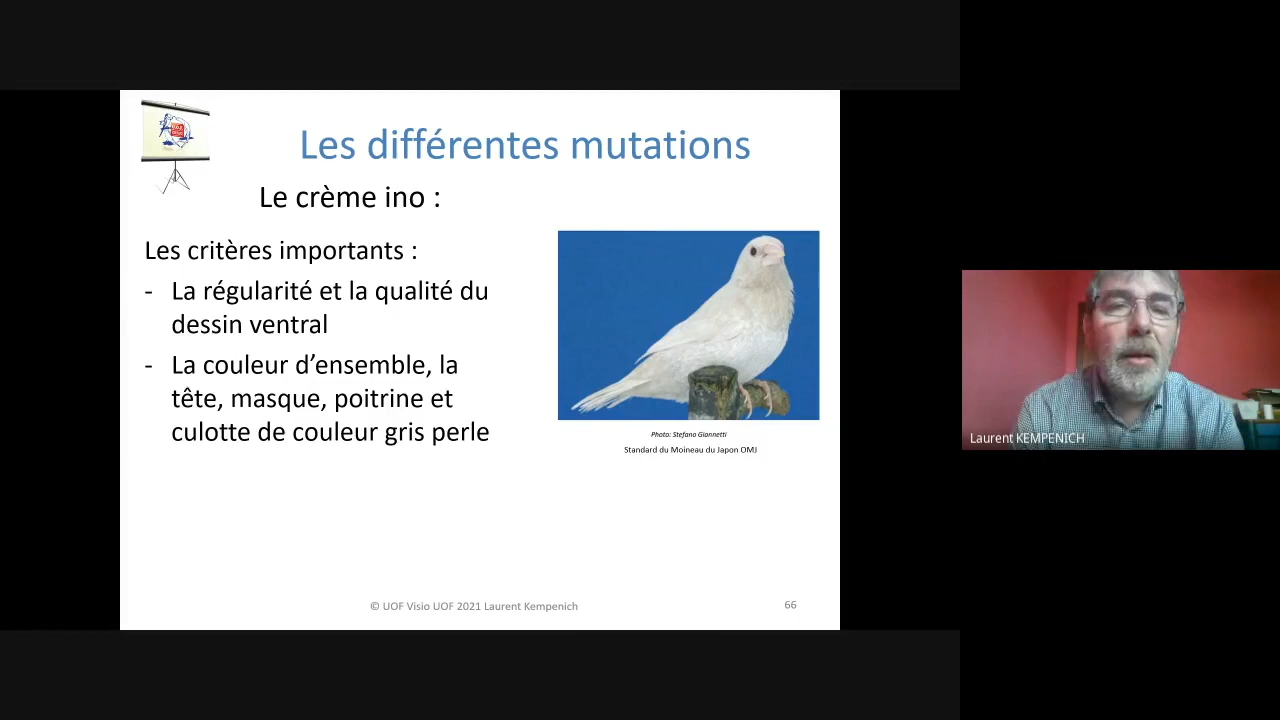 Les différentes mutations
Le crème ino :
Les critères importants :
- La régularité et la qualité du
dessin ventral
- La couleur d’ensemble, la
tête, masque, poitrine et
culotte de couleur gris perle
Photo: Stefano Giannetti
Standard du Moineau du Japon OMJ
© UOF Visio UOF 2021 Laurent Kempenich
66
Laurent KEMPENICH